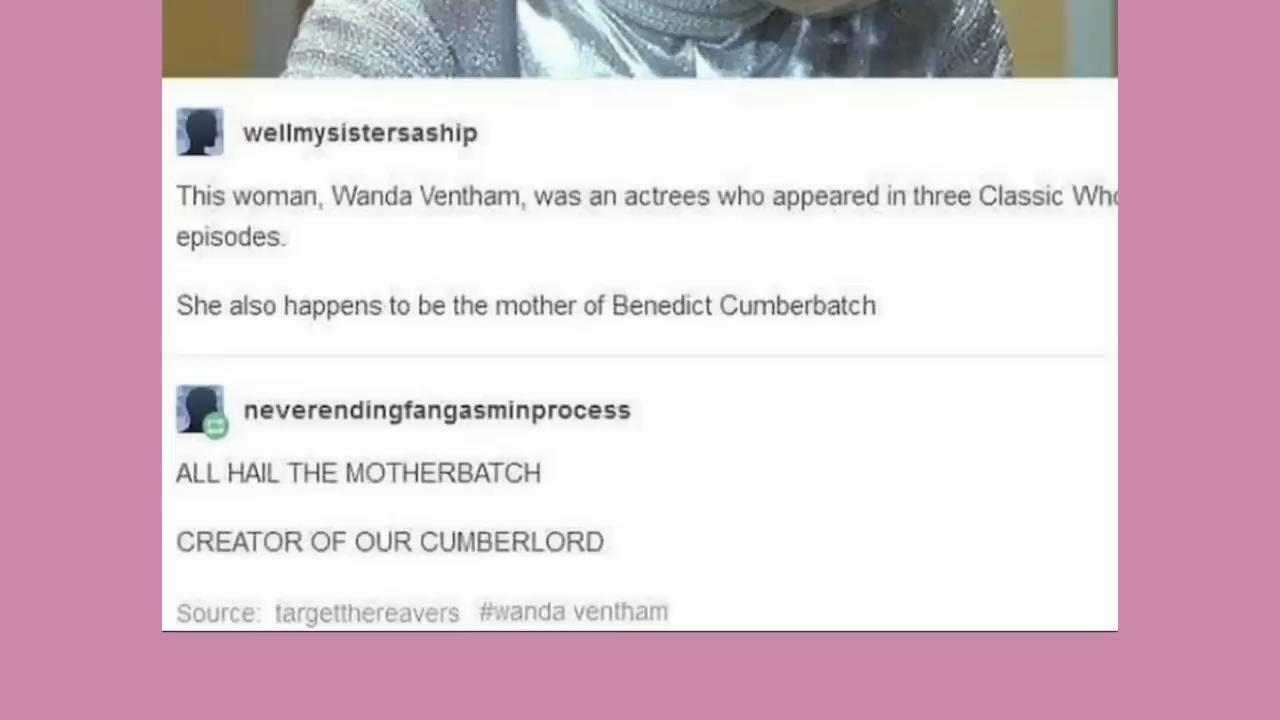 wellmysistersaship
This woman, Wanda Ventham, was an actrees who appeared in three Classic Who
episodes.
She also happens to be the mother of Benedict Cumberbatch
neverendingfangasminprocess
ALL HAIL THE MOTHERBATCH
CREATOR OF OUR CUMBERLORD
Source: targetthereavers #wanda ventham